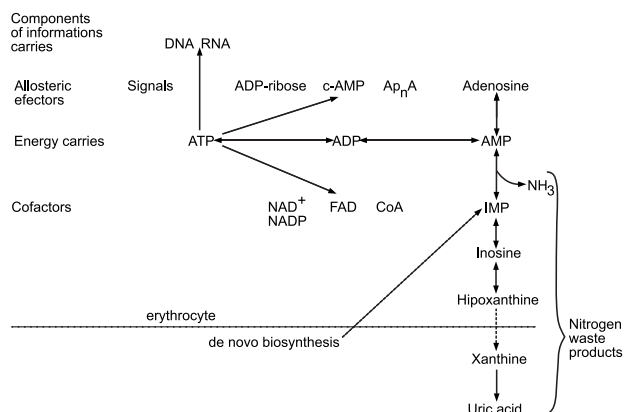 Components
of informations
carries
DNA RNA
Allosteric
efectors
Signals
ADP-ribose c-AMP ApnA
Adenosine
Energy carries
ATP ADP AMP
NH3
Cofactors
NAD+ FAD CoA
NADP
IMP
Inosine
Hipoxanthine
erythrocyte
de novo biosynthesis
Nitrogen
waste
products
Xanthine
Uric acid